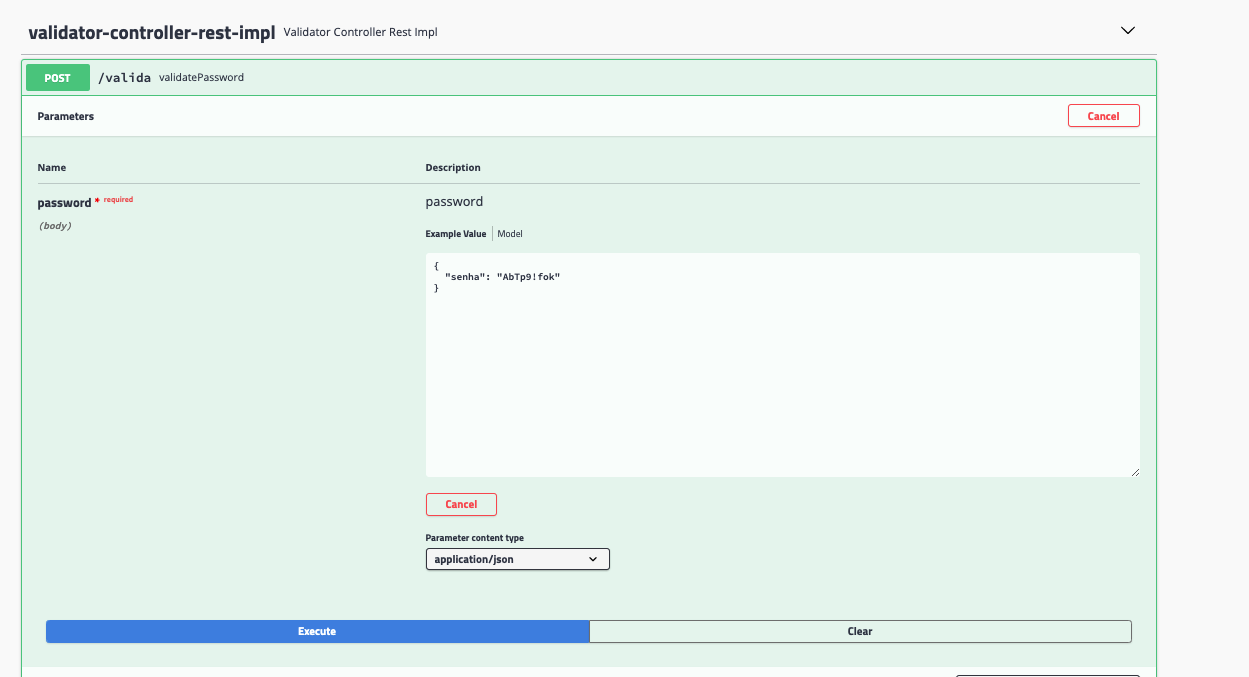 validator-controller-rest-impl Validator Controller Rest Impl
POST /valida validatePassword
Parameters Cancel
Name Description
password * required password
(body)
Example Value Model
{
"senha": "AbTp9!fok"
}
Cancel
Parameter content type
application/json
Execute Clear